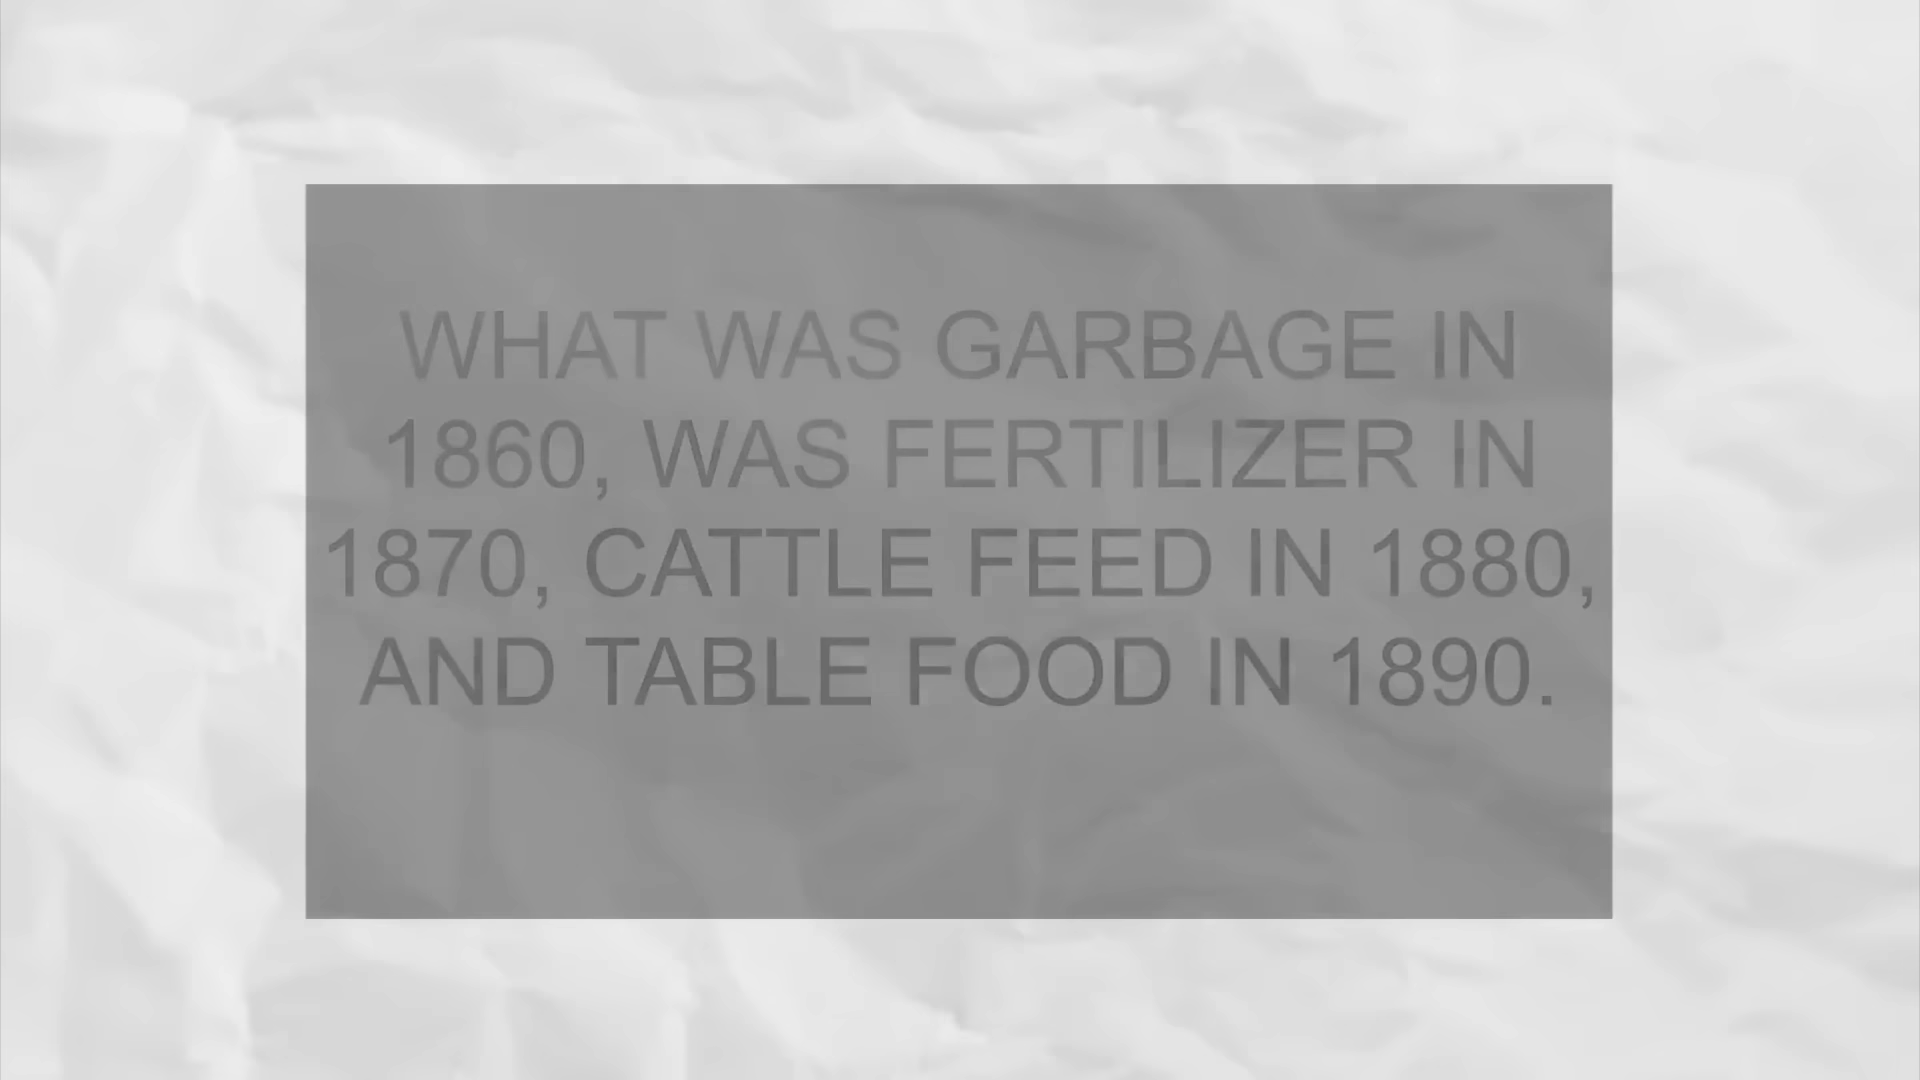 WHAT WAS GARBAGE IN
1860, WAS FERTILIZER IN
1870, CATTLE FEED IN 1880,
AND TABLE FOOD IN 1890.